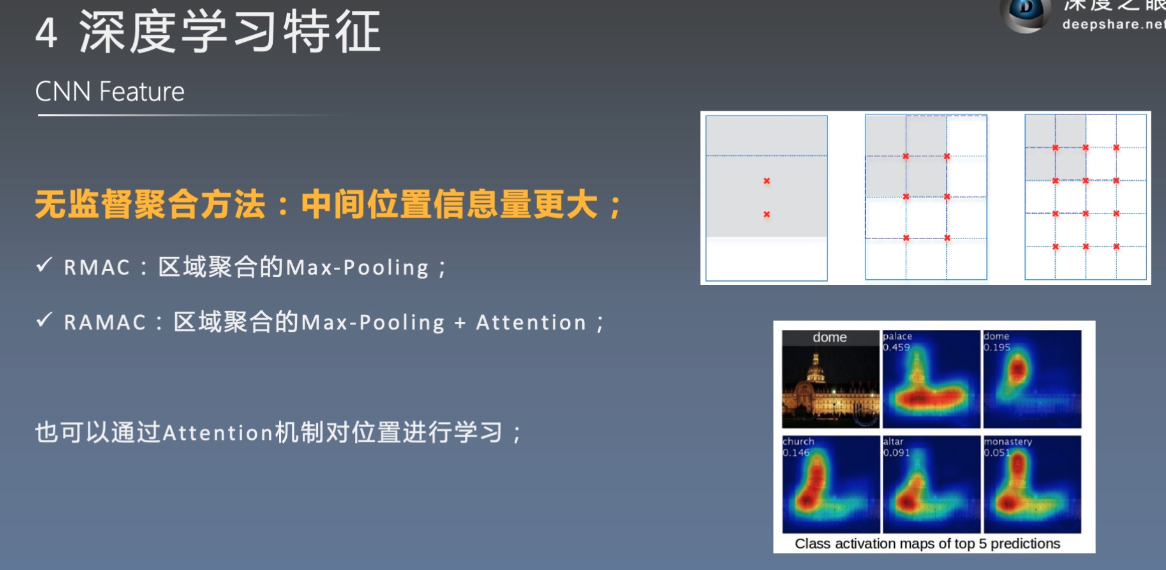 4 深度学习特征
深度之眼
deepshare.net
CNN Feature
无监督聚合方法：中间位置信息量更大；
✓ RMAC：区域聚合的Max-Pooling；
✓ RAMAC：区域聚合的Max-Pooling + Attention；
也可以通过Attention机制对位置进行学习；
dome
palace
0.459
dome
0.195
church
0.146
altar
0.091
monastery
0.051
Class activation maps of top 5 predictions